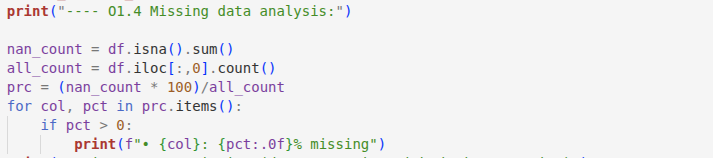 print("---- O1.4 Missing data analysis:")
nan_count = df.isna().sum()
all_count = df.iloc[:,0].count()
prc = (nan_count * 100)/all_count
for col, pct in prc.items():
if pct > 0:
print(f"• {col}: {pct:.0f}% missing")